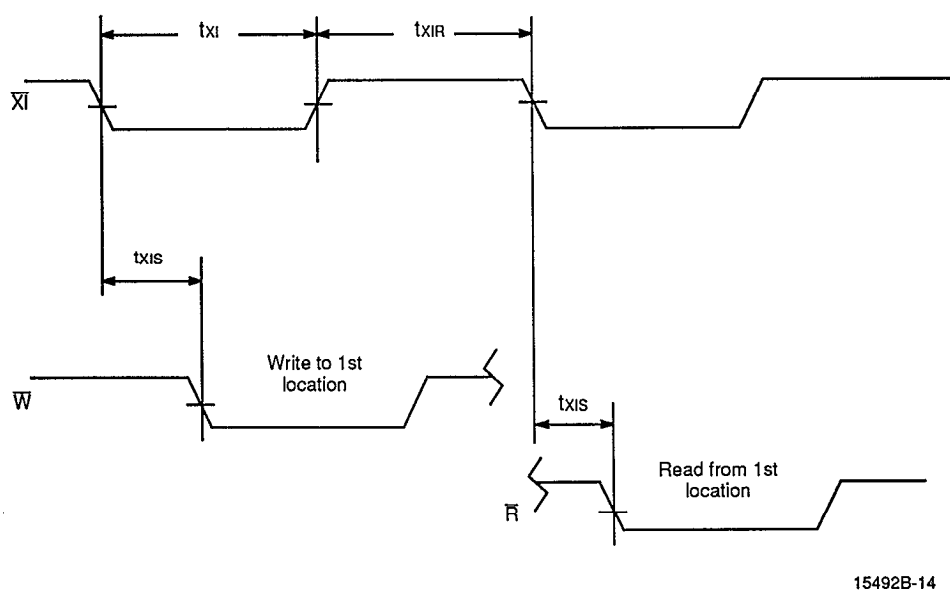 tXI
tXIR
XI
tXIS
Write to 1st
location
W
tXIS
Read from 1st
location
R
15492B-14